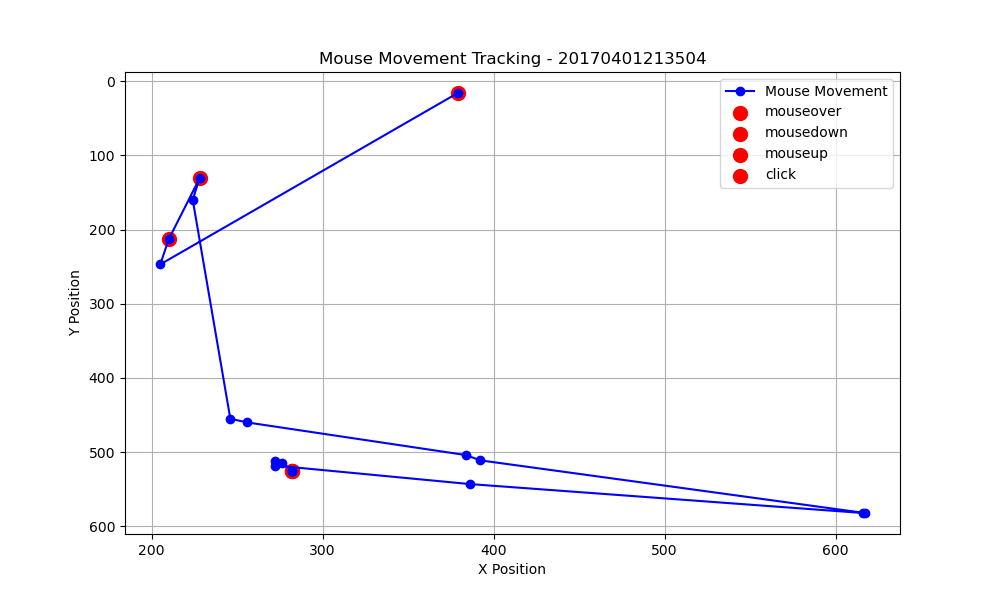 Mouse Movement Tracking - 20170401213504
Mouse Movement
mouseover
mousedown
mouseup
click
0
100
200
300
400
500
600
Y Position
200 300 400 500 600
X Position